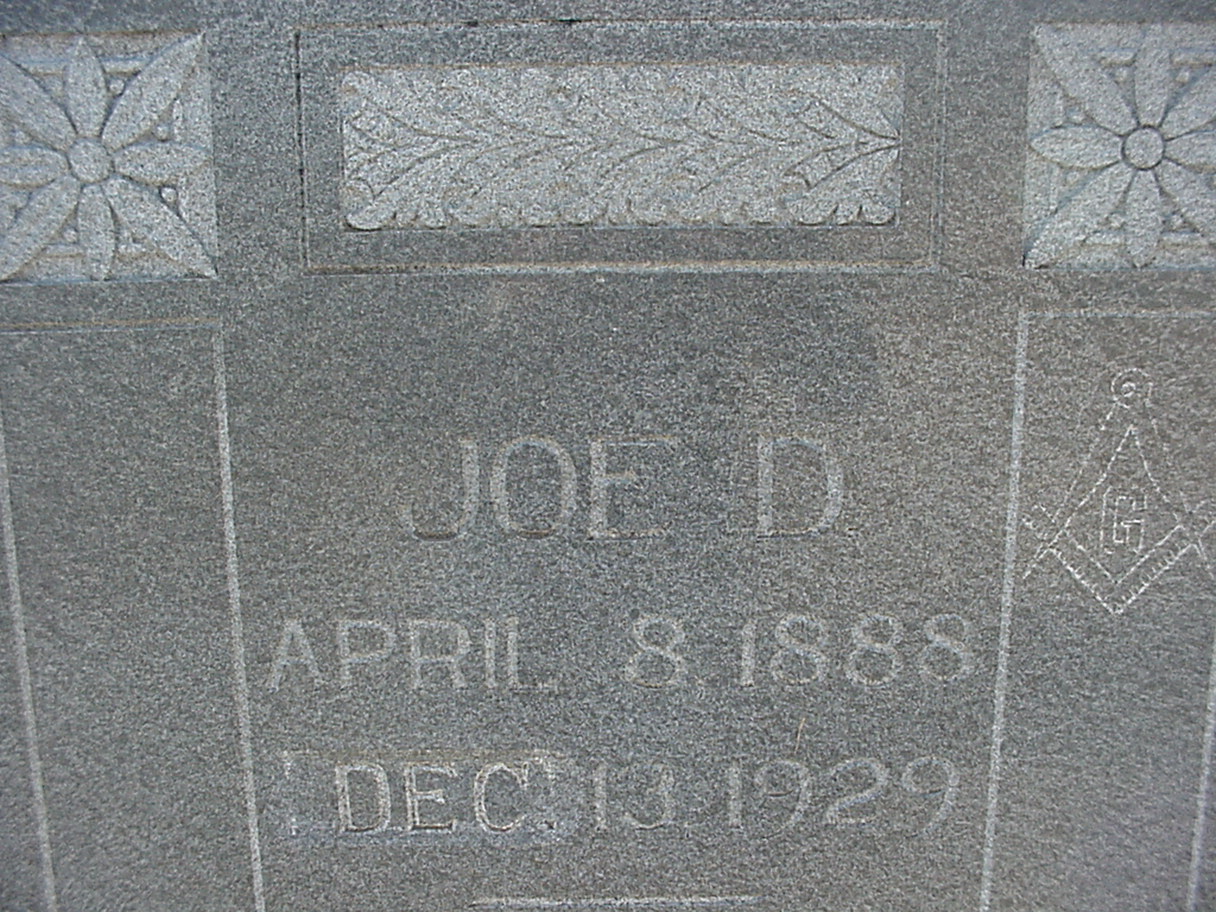 JOE D
G
APRIL 8. 1888
DEC. 13. 1929